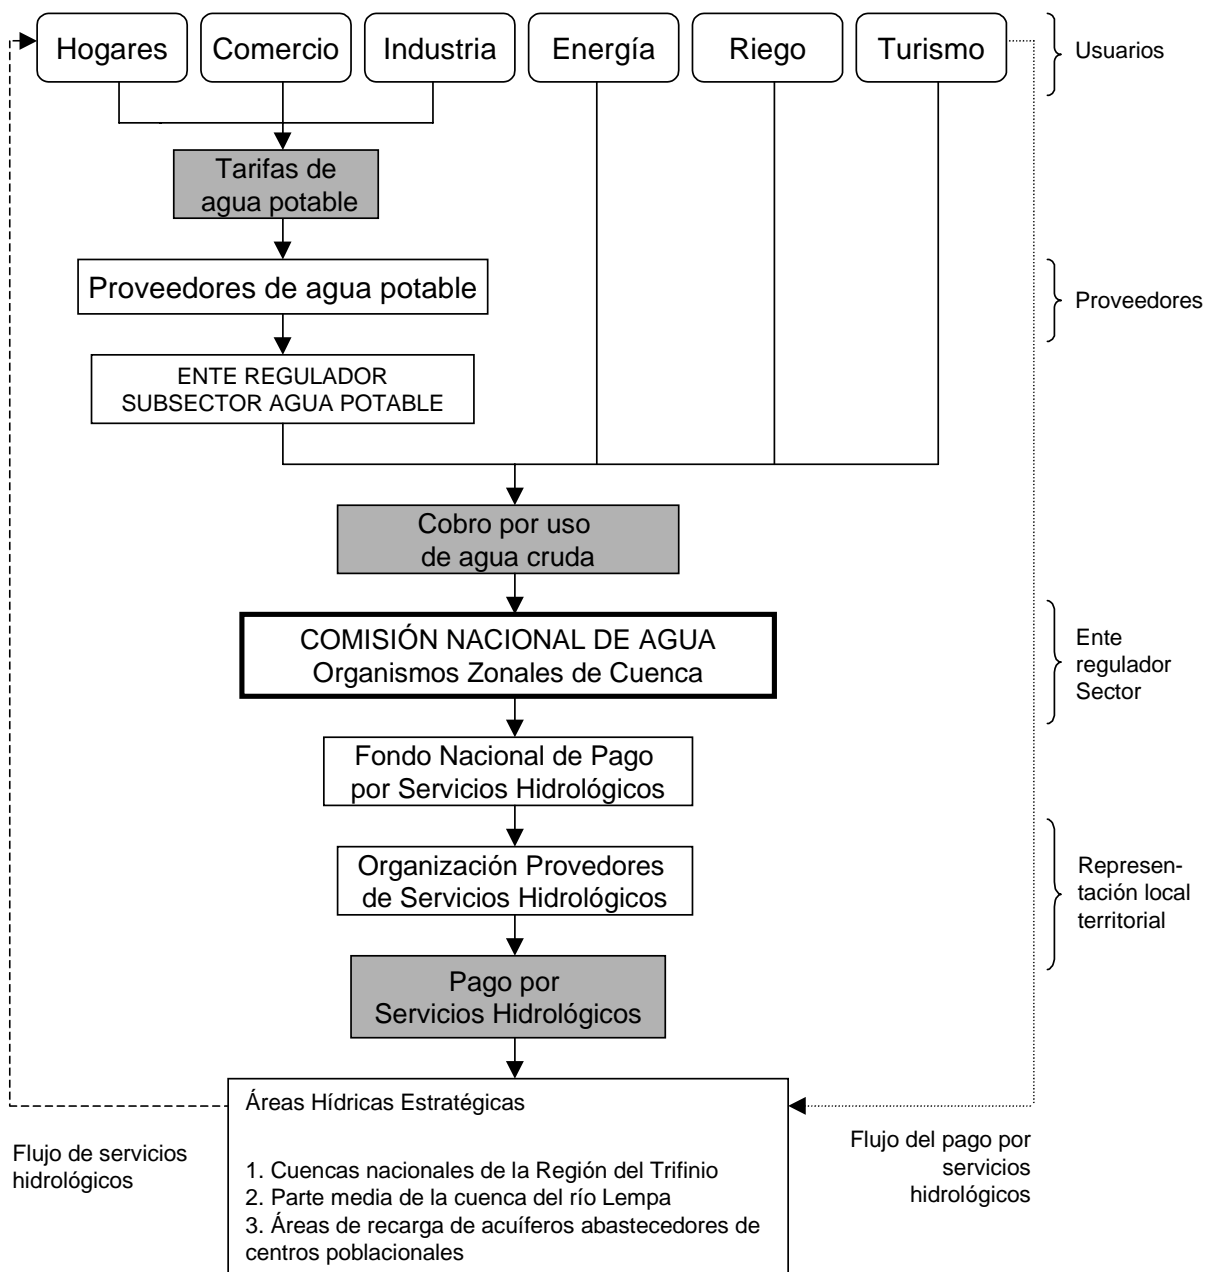 Hogares
Comercio
Industria
Energía
Riego
Turismo
Usuarios
Tarifas de
agua potable
Proveedores de agua potable
Proveedores
ENTE REGULADOR
SUBSECTOR AGUA POTABLE
Cobro por uso
de agua cruda
COMISIÓN NACIONAL DE AGUA
Organismos Zonales de Cuenca
Ente
regulador
Sector
Fondo Nacional de Pago
por Servicios Hidrológicos
Organización Provedores
de Servicios Hidrológicos
Represen-
tación local
territorial
Pago por
Servicios Hidrológicos
Áreas Hídricas Estratégicas
1. Cuencas nacionales de la Región del Trifinio
2. Parte media de la cuenca del río Lempa
3. Áreas de recarga de acuíferos abastecedores de
centros poblacionales
Flujo de servicios
hidrológicos
Flujo del pago por
servicios
hidrológicos